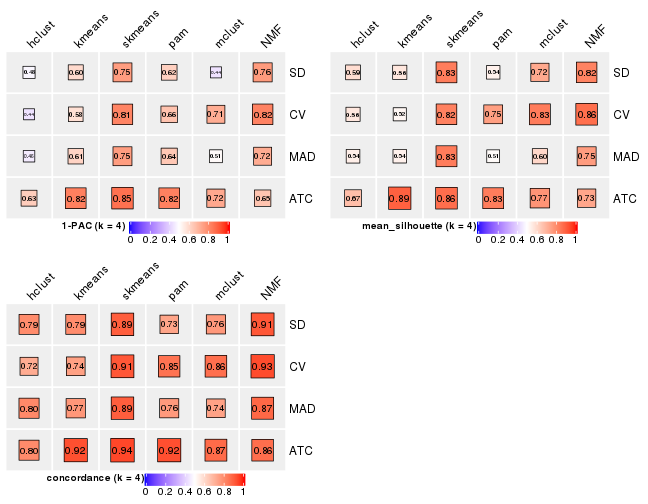 hclust kmeans skmeans pam mclust NMF
0.48 0.60 0.75 0.62 0.44 0.76 SD
0.44 0.58 0.81 0.66 0.71 0.82 CV
0.48 0.61 0.75 0.64 0.51 0.72 MAD
0.63 0.82 0.85 0.82 0.72 0.65 ATC
1-PAC (k = 4)
0 0.2 0.4 0.6 0.8 1
hclust kmeans skmeans pam mclust NMF
0.59 0.56 0.83 0.54 0.72 0.82 SD
0.56 0.52 0.82 0.75 0.83 0.86 CV
0.54 0.54 0.83 0.51 0.60 0.75 MAD
0.67 0.89 0.86 0.83 0.77 0.73 ATC
mean_silhouette (k = 4)
0 0.2 0.4 0.6 0.8 1
hclust kmeans skmeans pam mclust NMF
0.79 0.79 0.89 0.73 0.76 0.91 SD
0.72 0.74 0.91 0.85 0.86 0.93 CV
0.80 0.77 0.89 0.76 0.74 0.87 MAD
0.80 0.92 0.94 0.92 0.87 0.86 ATC
concordance (k = 4)
0 0.2 0.4 0.6 0.8 1